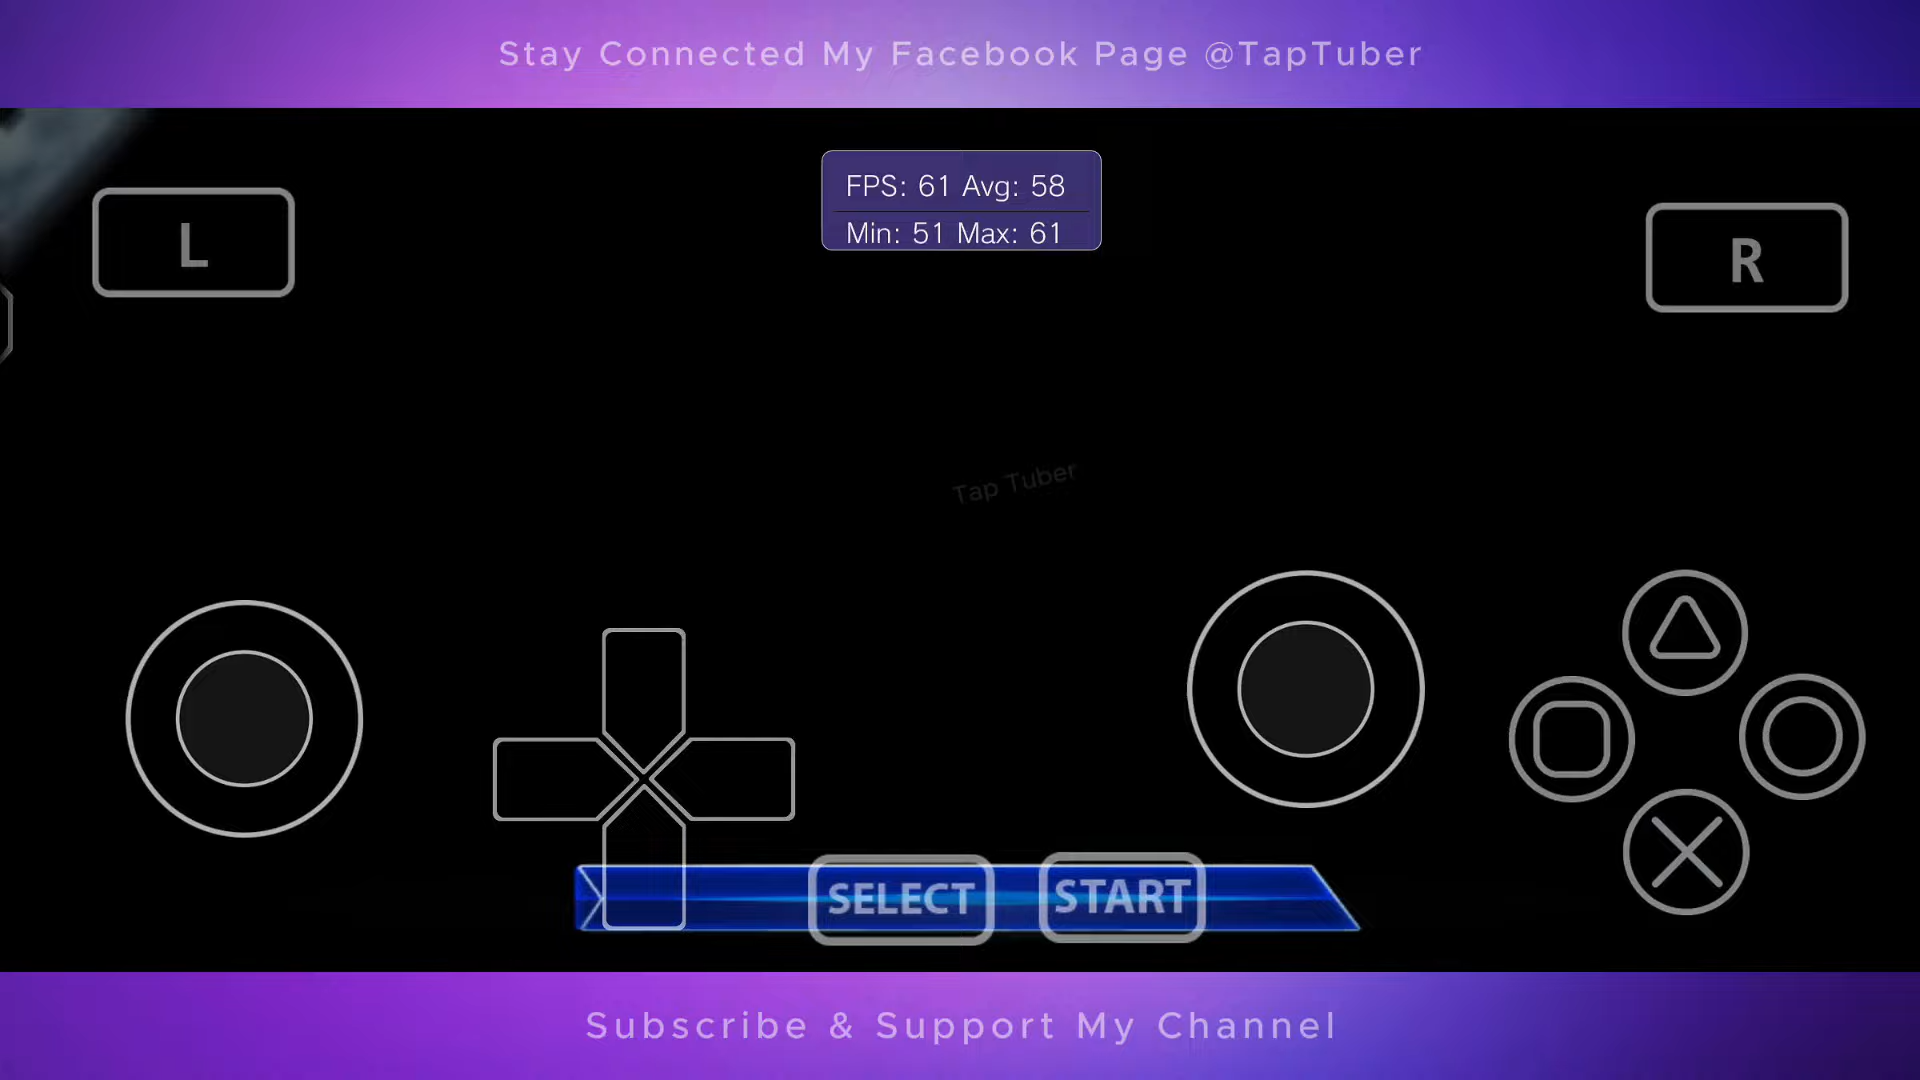 Stay Connected My Facebook Page @TapTuber
FPS: 61 Avg: 58
Min: 51 Max: 61
L
R
Tap Tuber
SELECT
START
Subscribe & Support My Channel